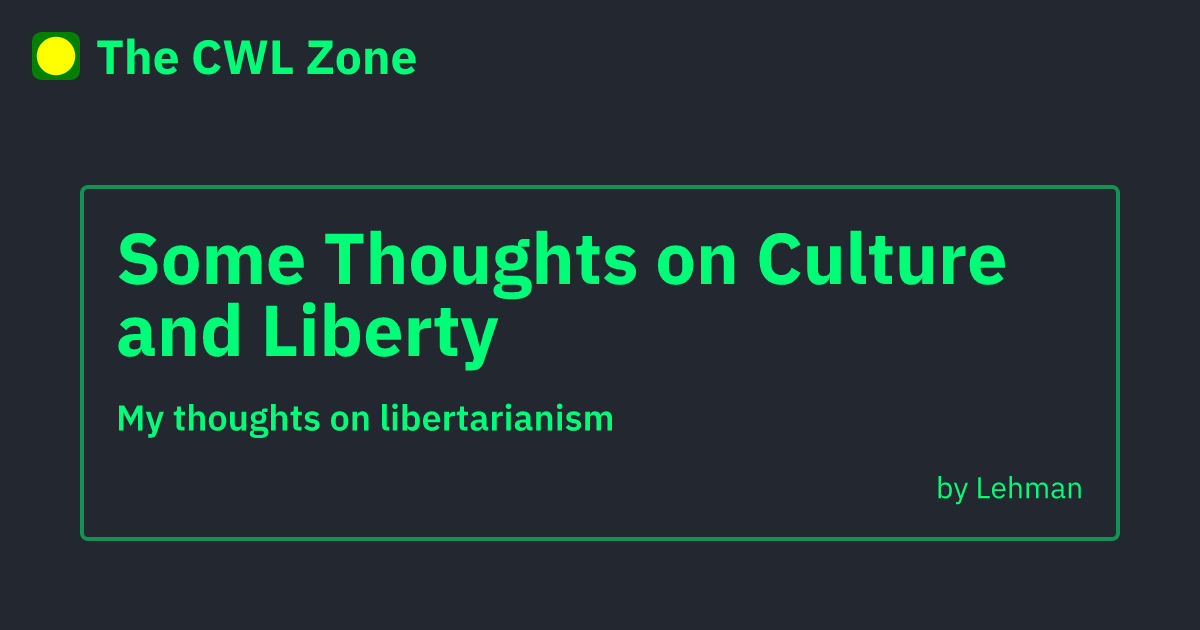 The CWL Zone
Some Thoughts on Culture
and Liberty
My thoughts on libertarianism
by Lehman